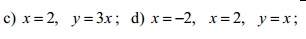 c) x = 2, y = 3x; d) x = −2, x = 2, y = x;